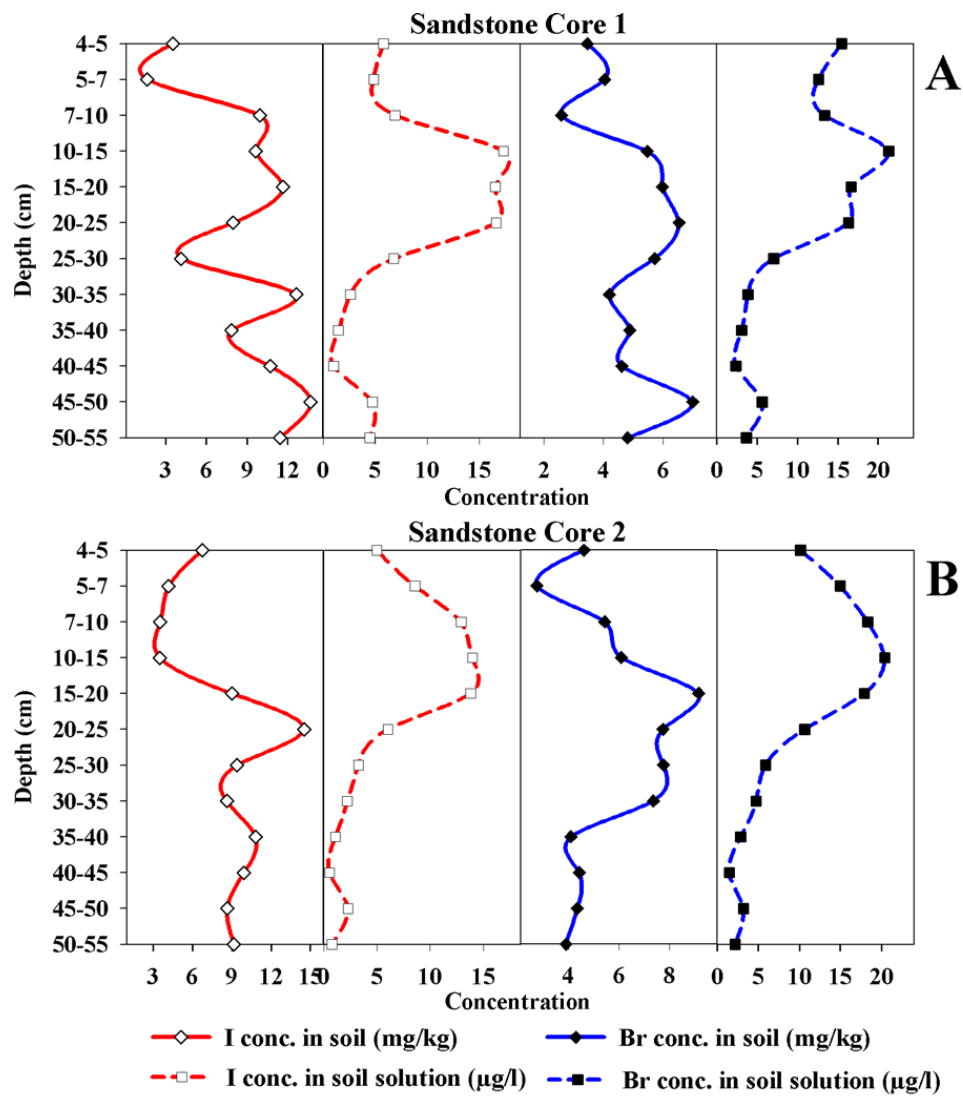 Sandstone Core 1
A
Depth (cm)
4-5
5-7
7-10
10-15
15-20
20-25
25-30
30-35
35-40
40-45
45-50
50-55
3 6 9 12 0 5 10 15 2 4 6 0 5 10 15 20
Concentration
Sandstone Core 2
B
Depth (cm)
4-5
5-7
7-10
10-15
15-20
20-25
25-30
30-35
35-40
40-45
45-50
50-55
3 6 9 12 15 0 5 10 15 4 6 8 0 5 10 15 20
Concentration
I conc. in soil (mg/kg) Br conc. in soil (mg/kg)
I conc. in soil solution (µg/l) Br conc. in soil solution (µg/l)